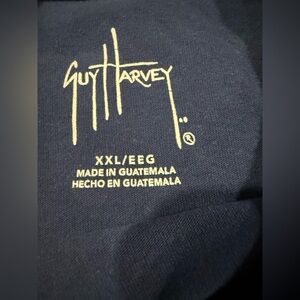 Guy Harvey
®
XXL/EEG
MADE IN GUATEMALA
HECHO EN GUATEMALA